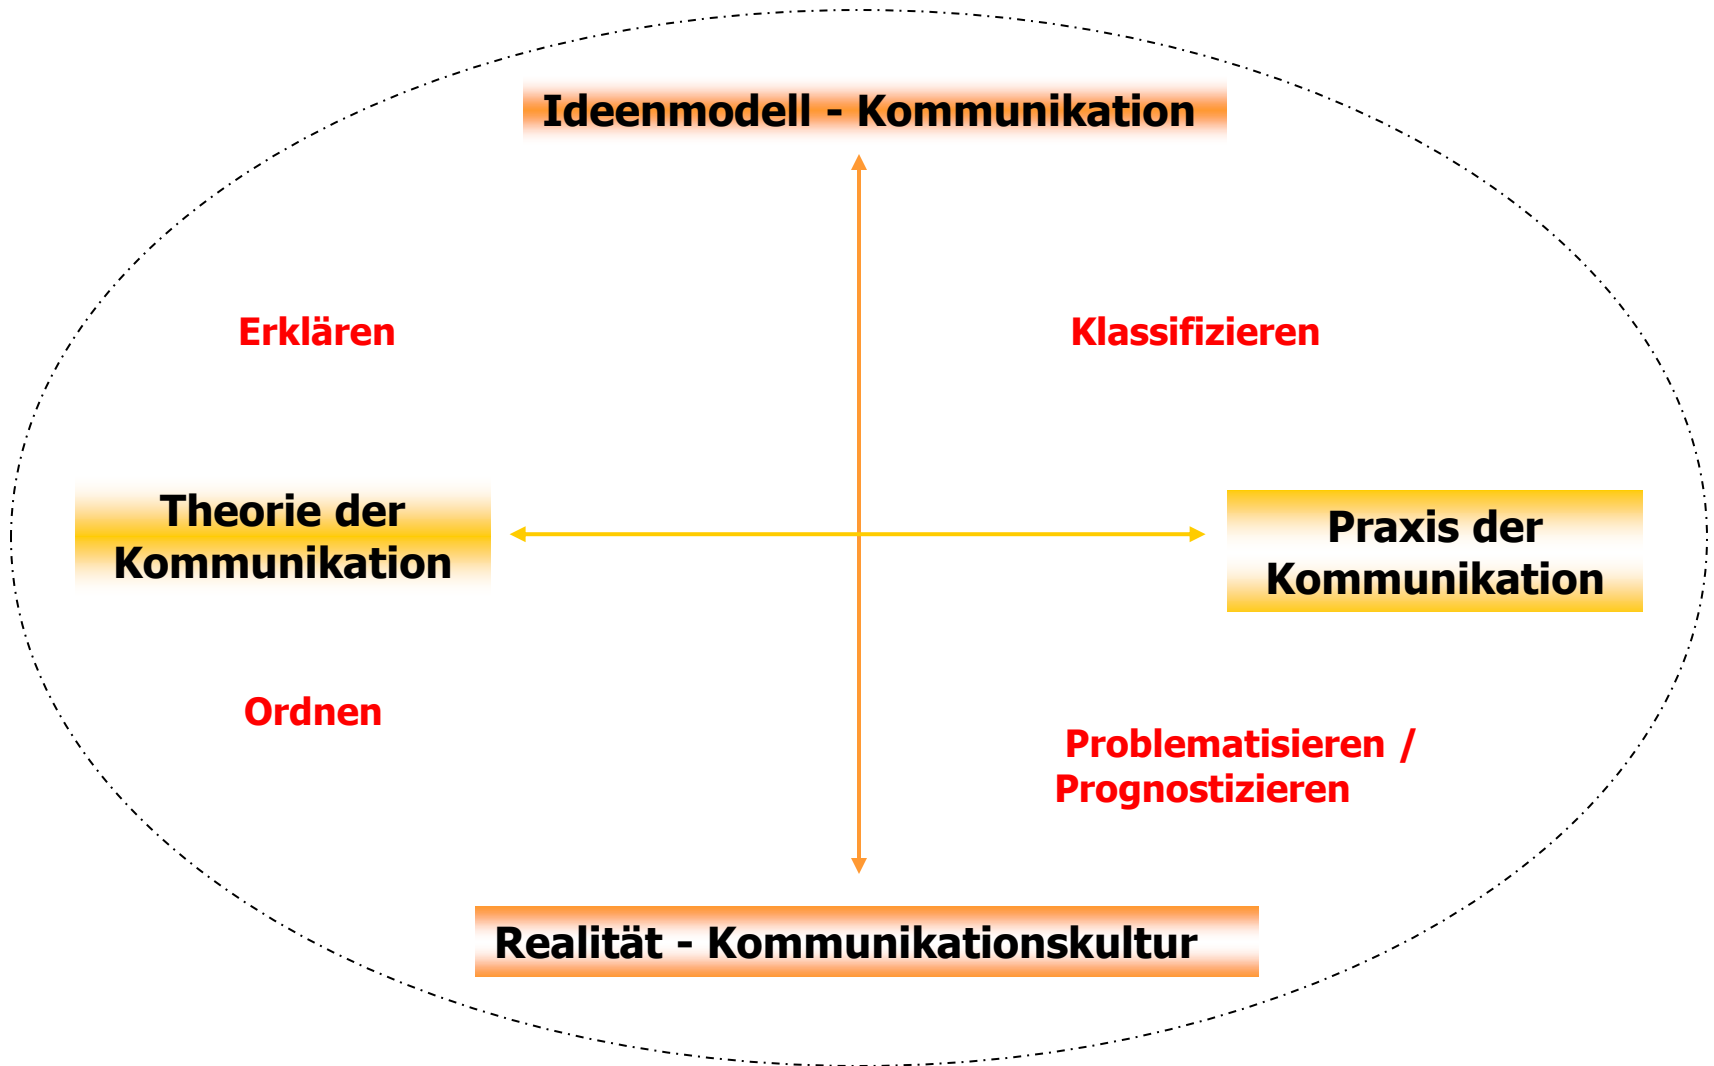 Ideenmodell - Kommunikation
Erklären
Klassifizieren
Theorie der
Kommunikation
Praxis der
Kommunikation
Ordnen
Problematisieren /
Prognostizieren
Realität - Kommunikationskultur